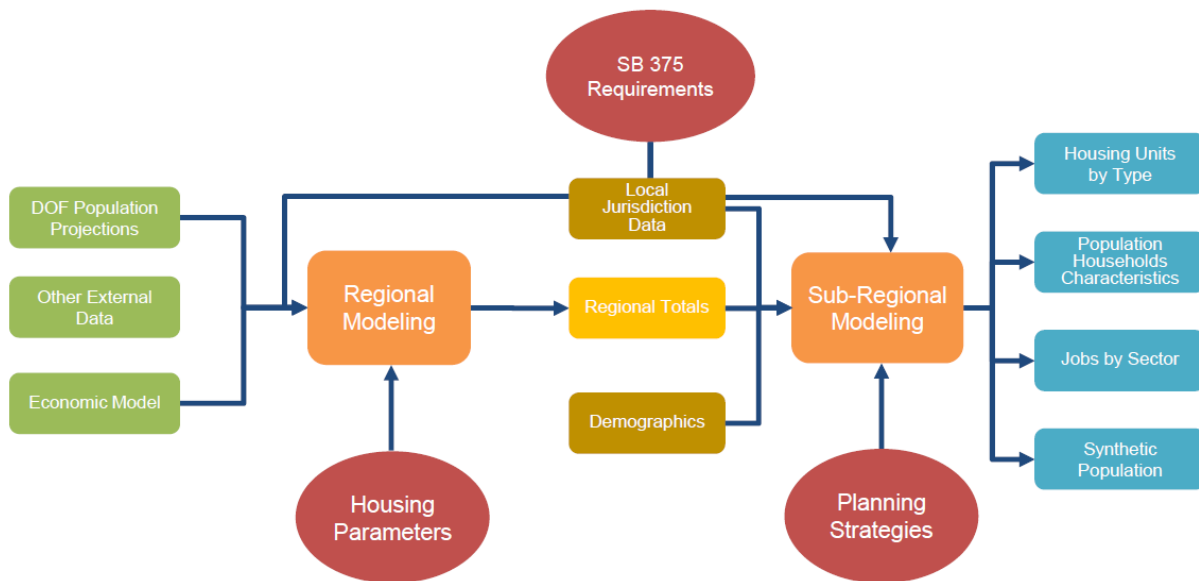 SB 375
Requirements
DOF Population
Projections
Other External
Data
Economic Model
Regional
Modeling
Housing
Parameters
Local
Jurisdiction
Data
Regional Totals
Demographics
Sub-Regional
Modeling
Planning
Strategies
Housing Units
by Type
Population
Households
Characteristics
Jobs by Sector
Synthetic
Population